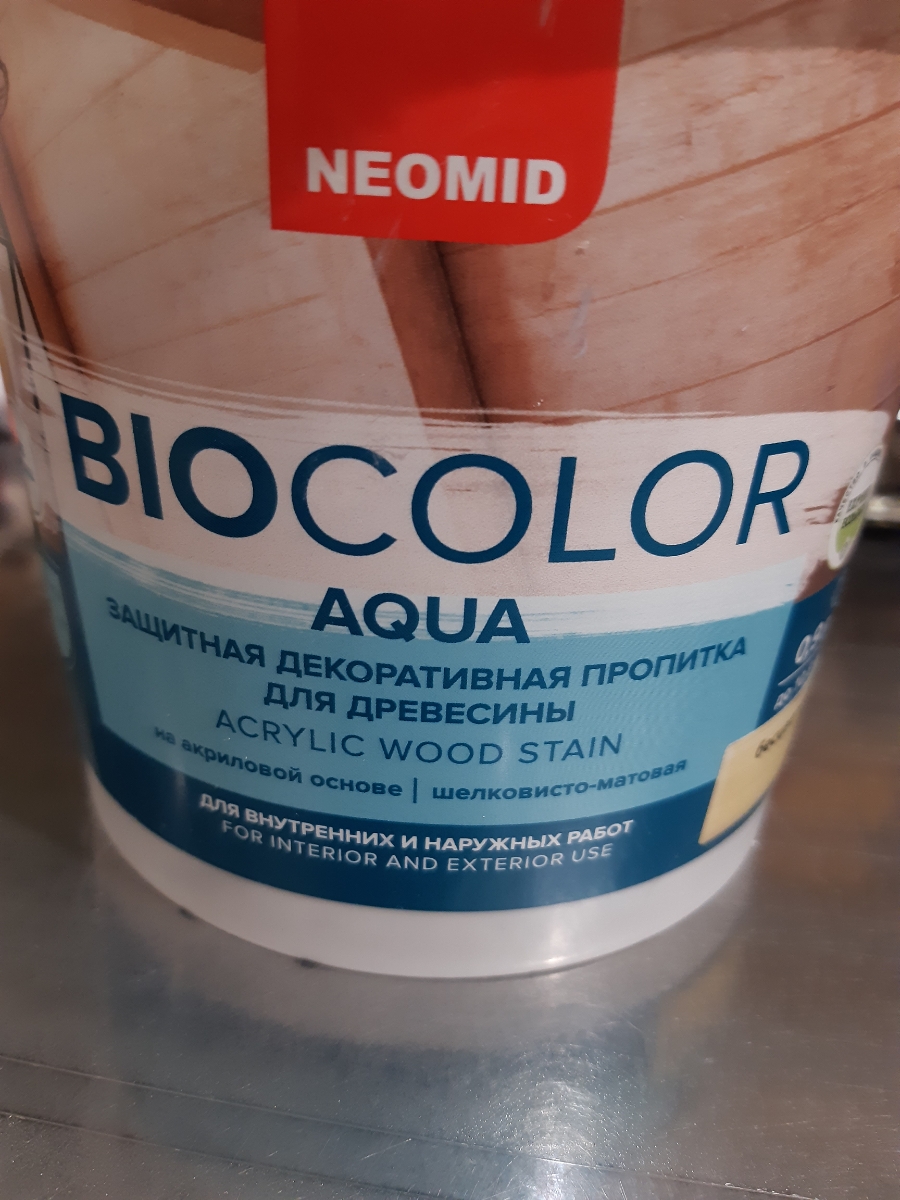 NEOMID
BIOCOLOR
AQUA
ЗАЩИТНАЯ ДЕКОРАТИВНАЯ ПРОПИТКА
ДЛЯ ДРЕВЕСИНЫ
ACRYLIC WOOD STAIN
на акриловой основе | шелковисто-матовая
ДЛЯ ВНУТРЕННИХ И НАРУЖНЫХ РАБОТ
FOR INTERIOR AND EXTERIOR USE